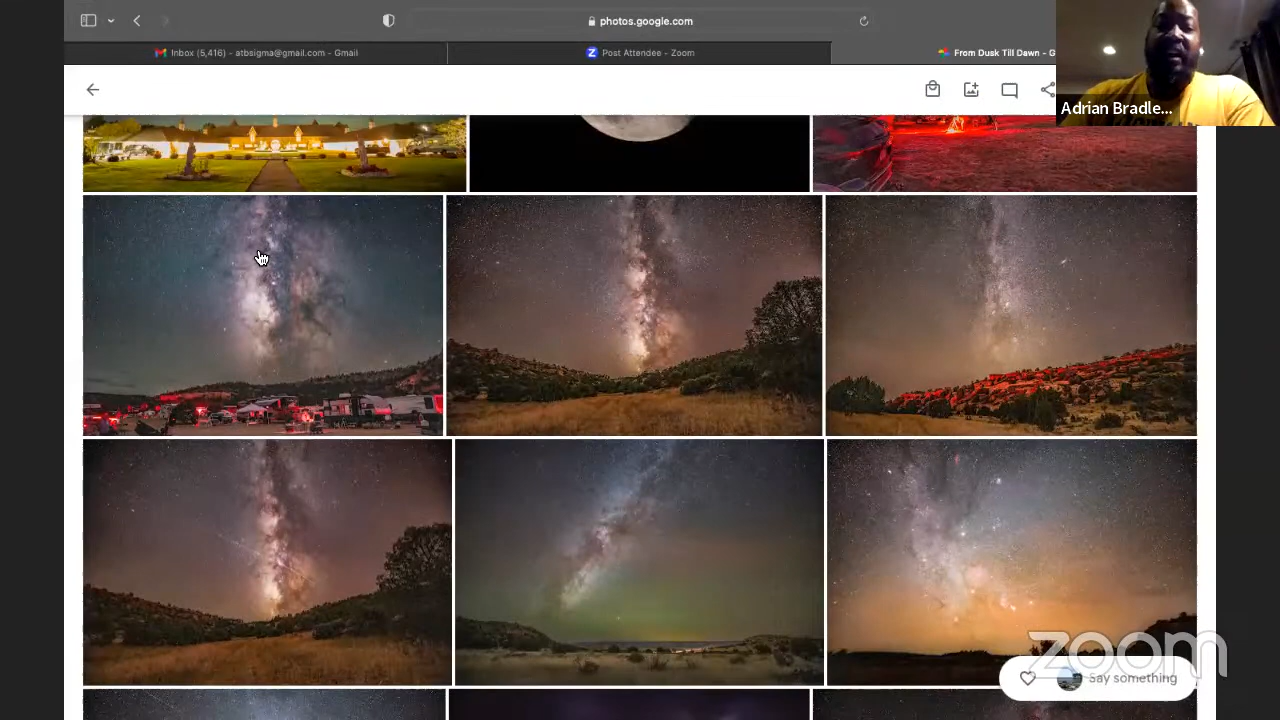 photos.google.com
Inbox (5,416) - atbsigma@gmail.com - Gmail
Post Attendee - Zoom
From Dusk Till Dawn - G
Adrian Bradle...
zoom
Say something